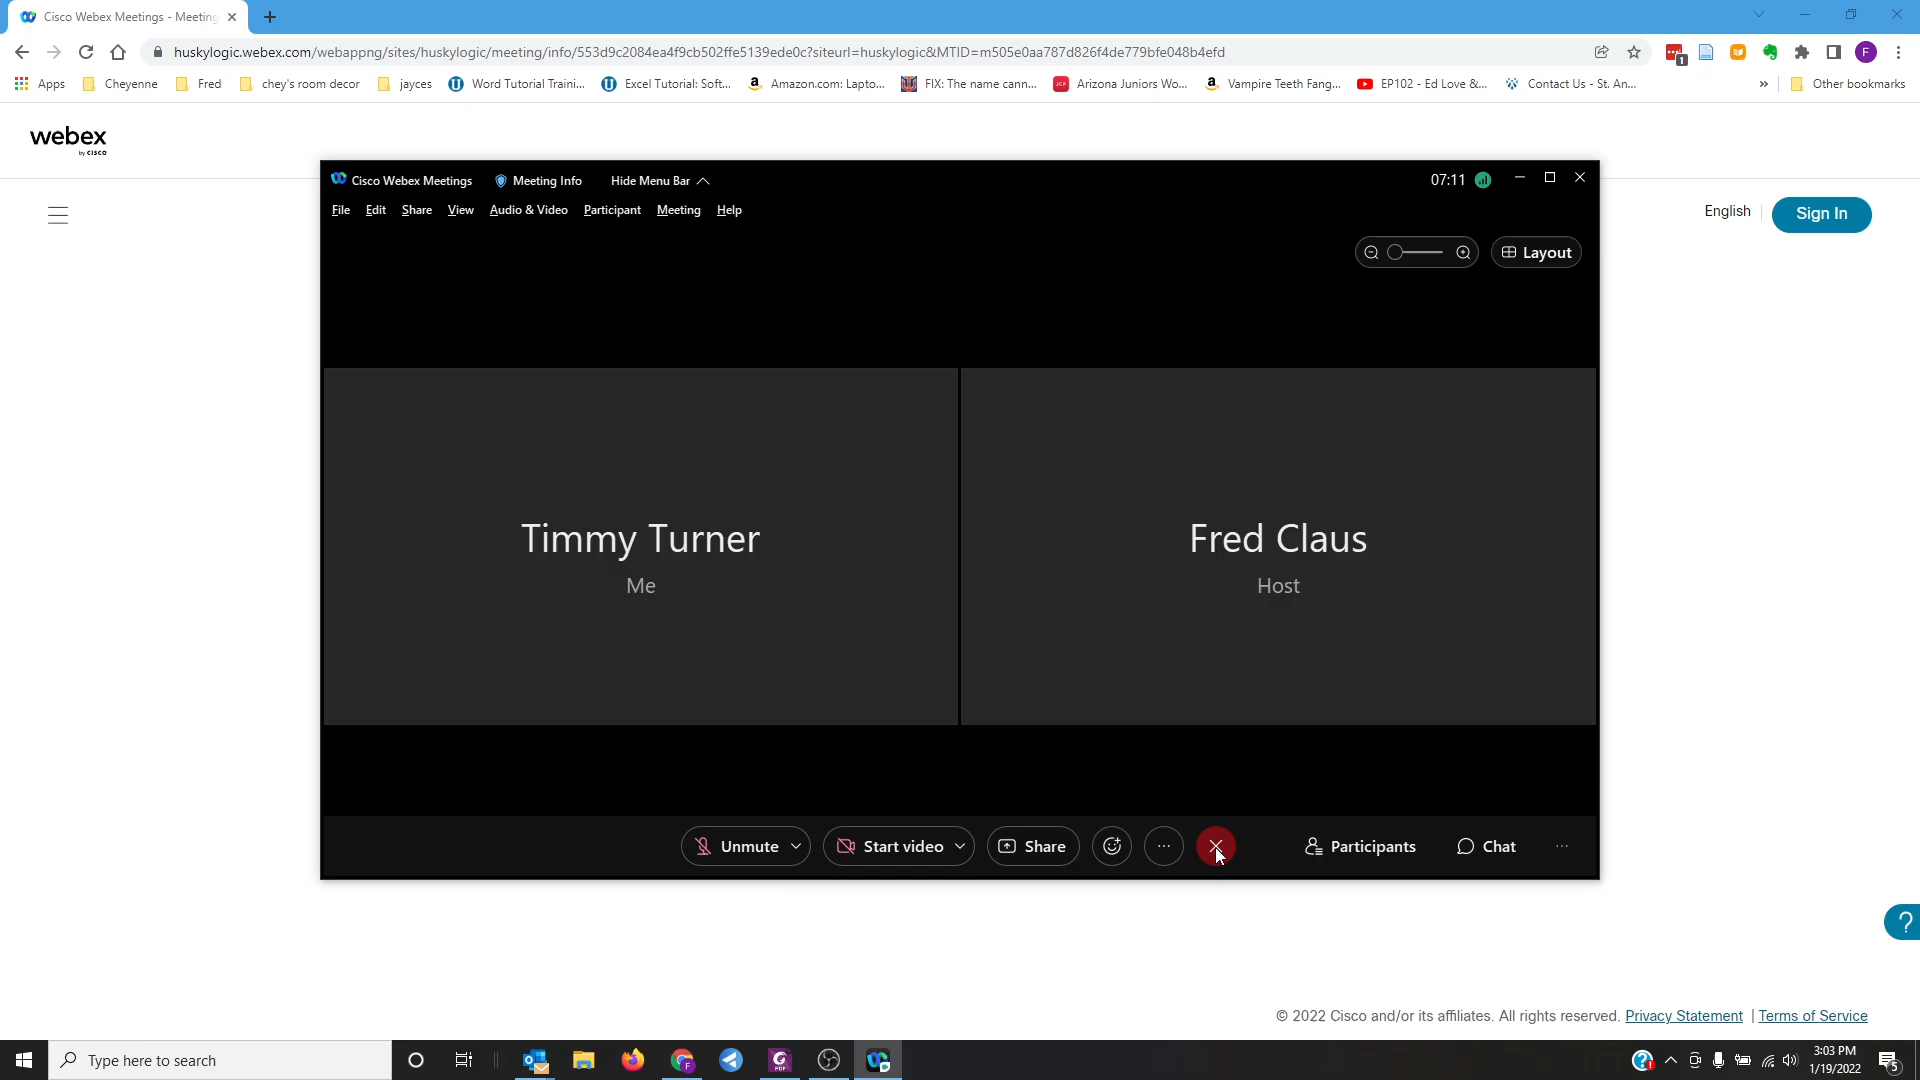 Cisco Webex Meetings - Meeting
huskylogic.webex.com/webappng/sites/huskylogic/meeting/info/553d9c2084ea4f9cb502ffe5139ede0c?siteurl=huskylogic&MTID=m505e0aa787d826f4de779bfe048b4efd
1
F
Apps
Cheyenne
Fred
chey's room decor
jayces
Word Tutorial Traini...
Excel Tutorial: Soft...
Amazon.com: Lapto...
FIX: The name cann...
Arizona Juniors Wo...
Vampire Teeth Fang...
EP102 - Ed Love &...
Contact Us - St. An...
»
Other bookmarks
webex
by CISCO
English
Sign In
Cisco Webex Meetings
Meeting Info
Hide Menu Bar
07:11
File
Edit
Share
View
Audio & Video
Participant
Meeting
Help
Layout
Timmy Turner
Me
Fred Claus
Host
Unmute
Start video
Share
Participants
Chat
?
© 2022 Cisco and/or its affiliates. All rights reserved. Privacy Statement | Terms of Service
Type here to search
3:03 PM
1/19/2022
5